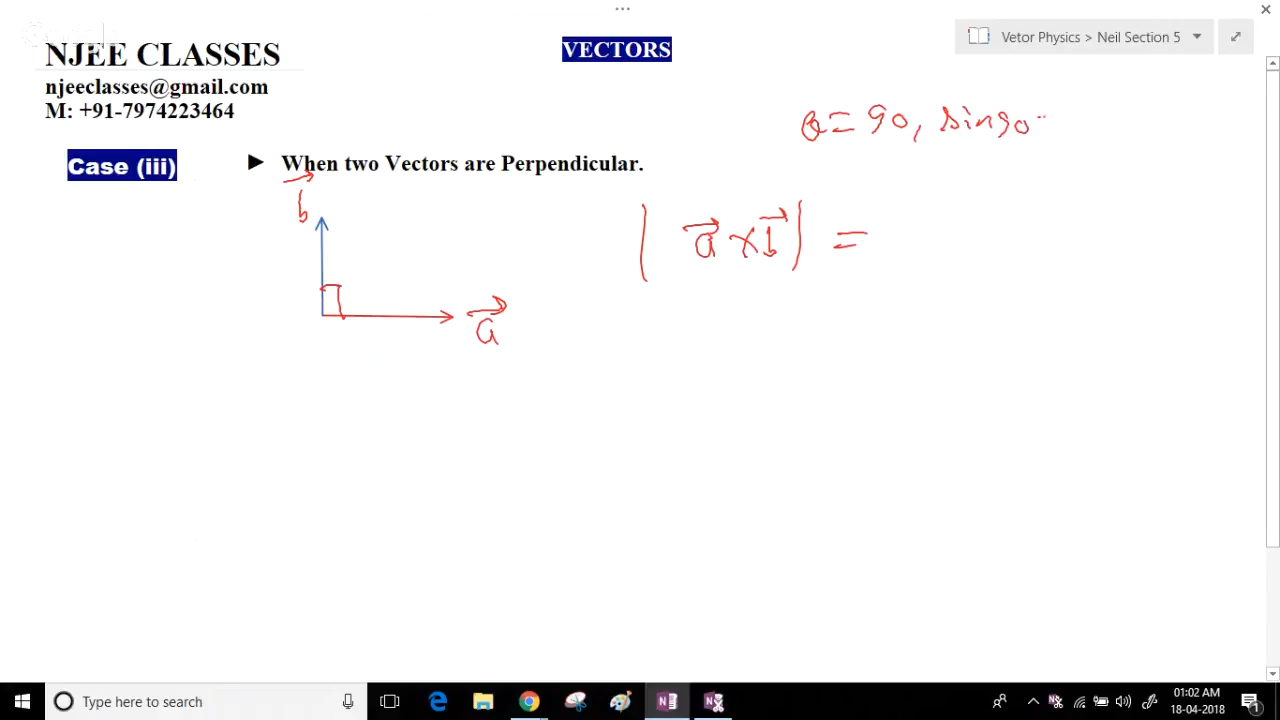 NJEE CLASSES
VECTORS
Vetor Physics > Neil Section 5
njeeclasses@gmail.com
M: +91-7974223464
θ = 90, sin90
Case (iii)
► When two Vectors are Perpendicular.
b
| a × b | =
a
Type here to search
01:02 AM
18-04-2018
1